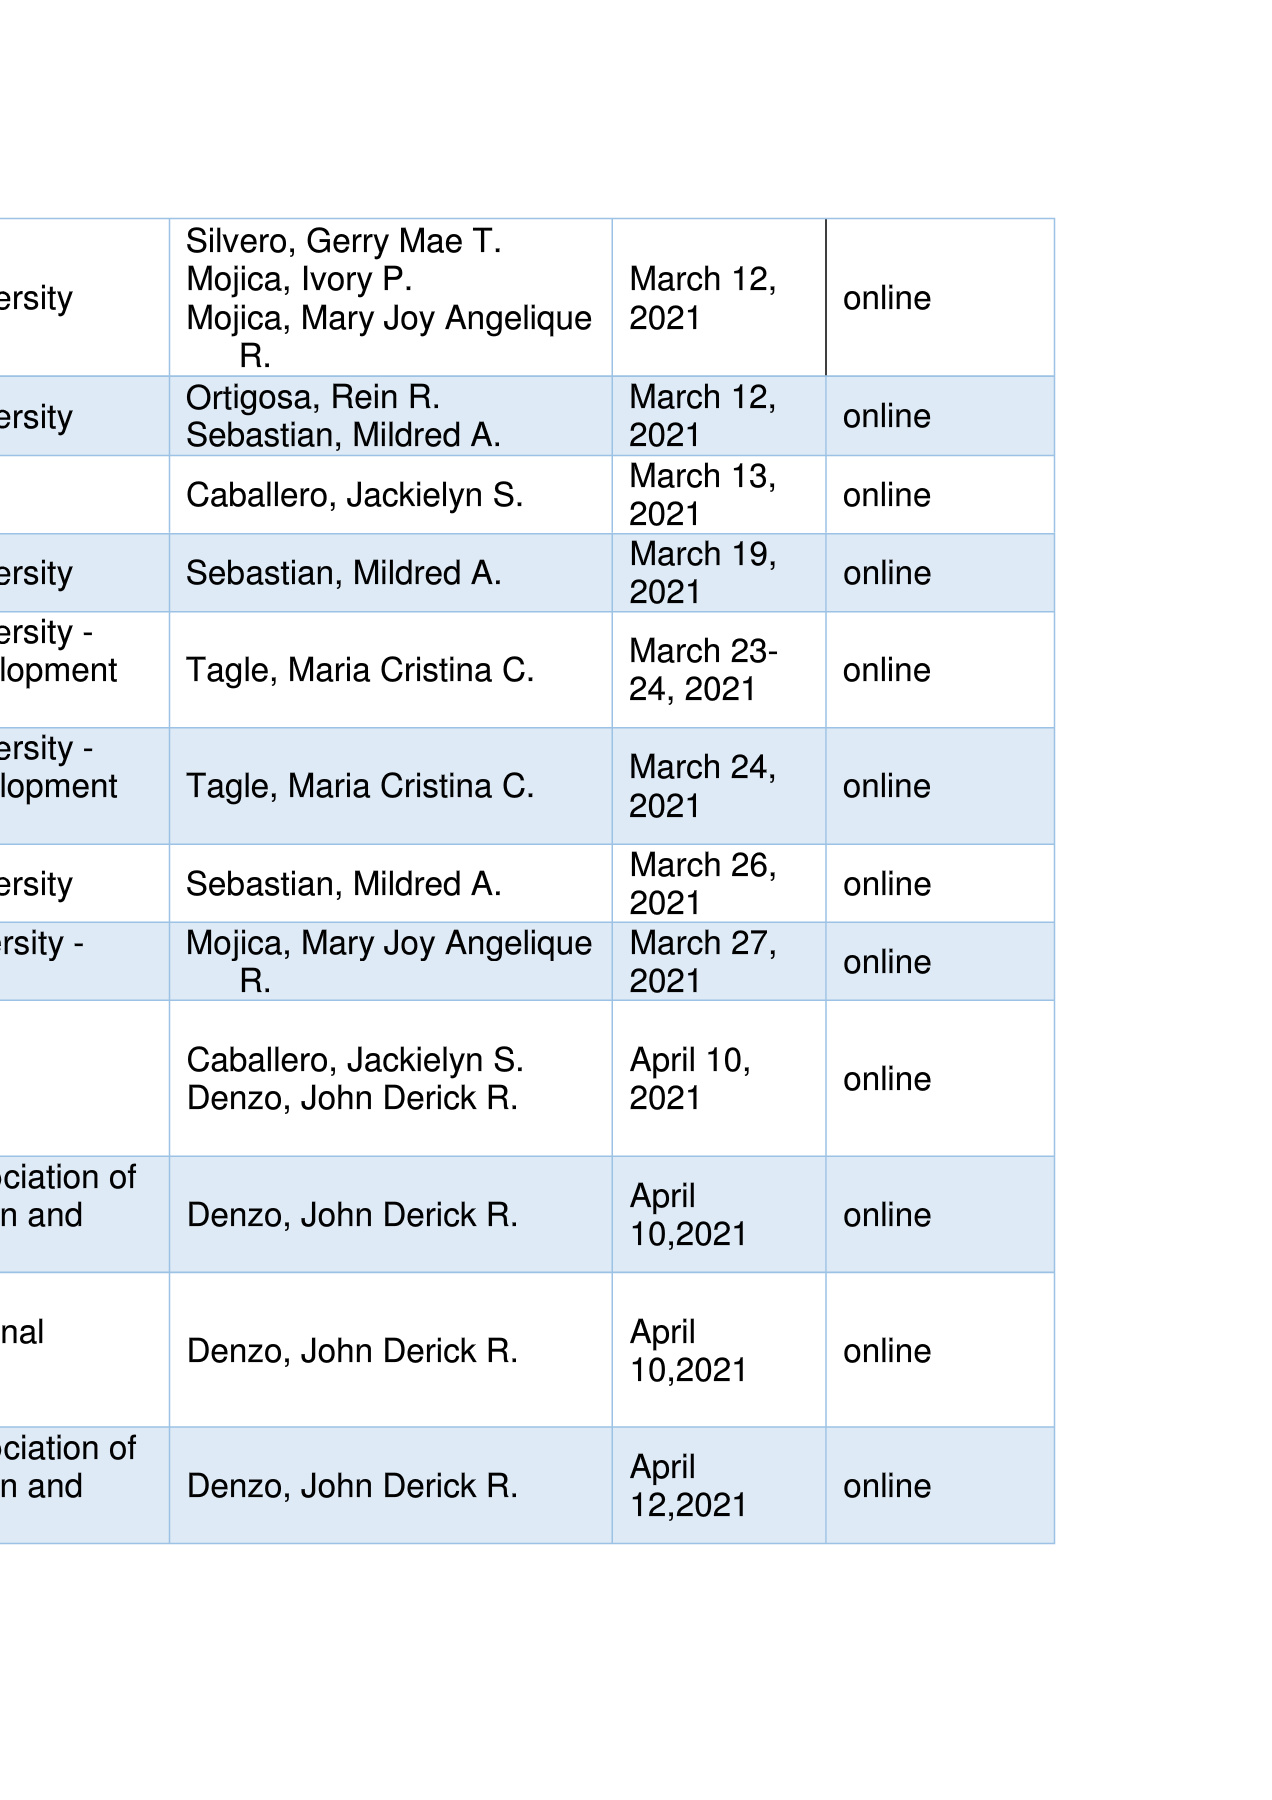 ersity
Silvero, Gerry Mae T.
Mojica, Ivory P.
Mojica, Mary Joy Angelique
R.
March 12,
2021
online
ersity
Ortigosa, Rein R.
Sebastian, Mildred A.
March 12,
2021
online
Caballero, Jackielyn S.
March 13,
2021
online
ersity
Sebastian, Mildred A.
March 19,
2021
online
ersity -
lopment
Tagle, Maria Cristina C.
March 23-
24, 2021
online
ersity -
lopment
Tagle, Maria Cristina C.
March 24,
2021
online
ersity
Sebastian, Mildred A.
March 26,
2021
online
ersity -
Mojica, Mary Joy Angelique
R.
March 27,
2021
online
Caballero, Jackielyn S.
Denzo, John Derick R.
April 10,
2021
online
ociation of
n and
Denzo, John Derick R.
April
10,2021
online
nal
Denzo, John Derick R.
April
10,2021
online
ociation of
n and
Denzo, John Derick R.
April
12,2021
online